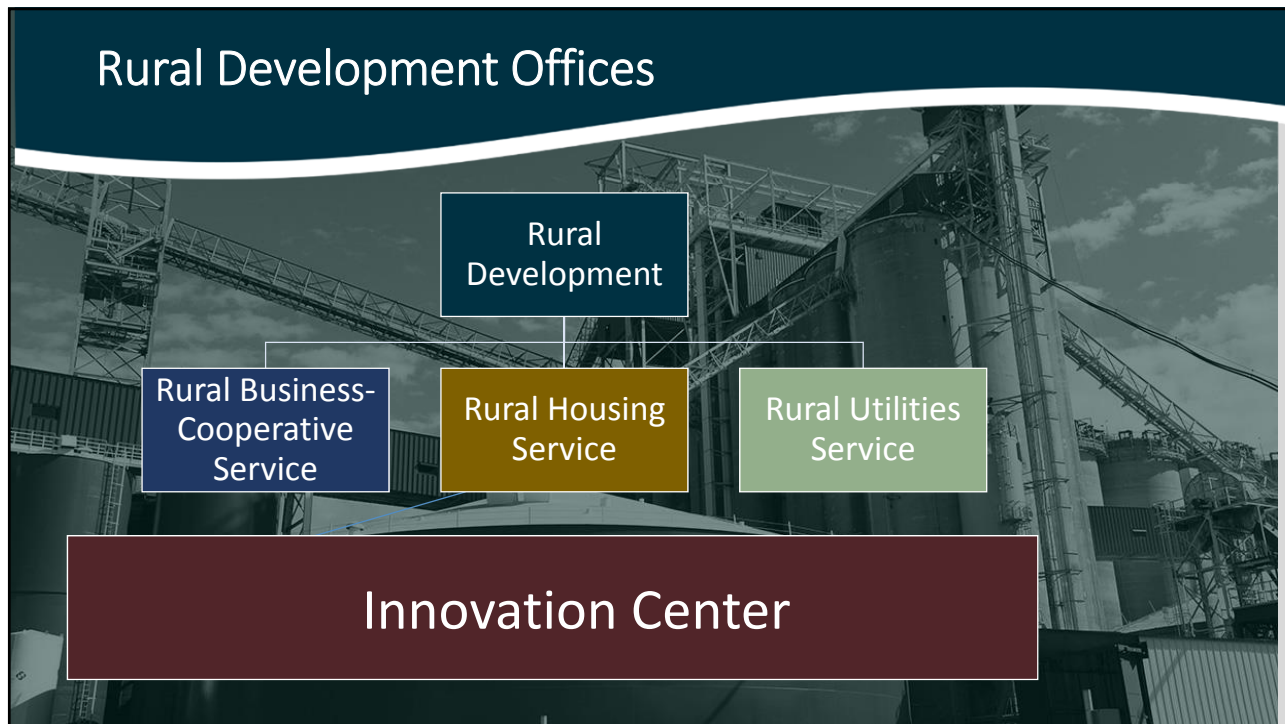 Rural Development Offices
Rural
Development
Rural Business-
Cooperative
Service
Rural Housing
Service
Rural Utilities
Service
Innovation Center